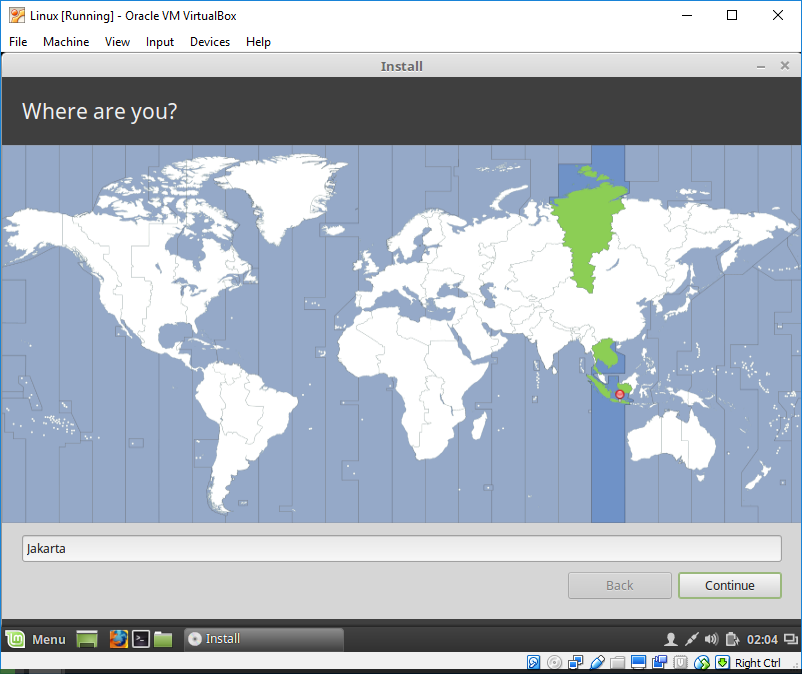 Linux [Running] - Oracle VM VirtualBox
File Machine View Input Devices Help
Install
Where are you?
Jakarta
Back Continue
Menu Install 02:04
Right Ctrl